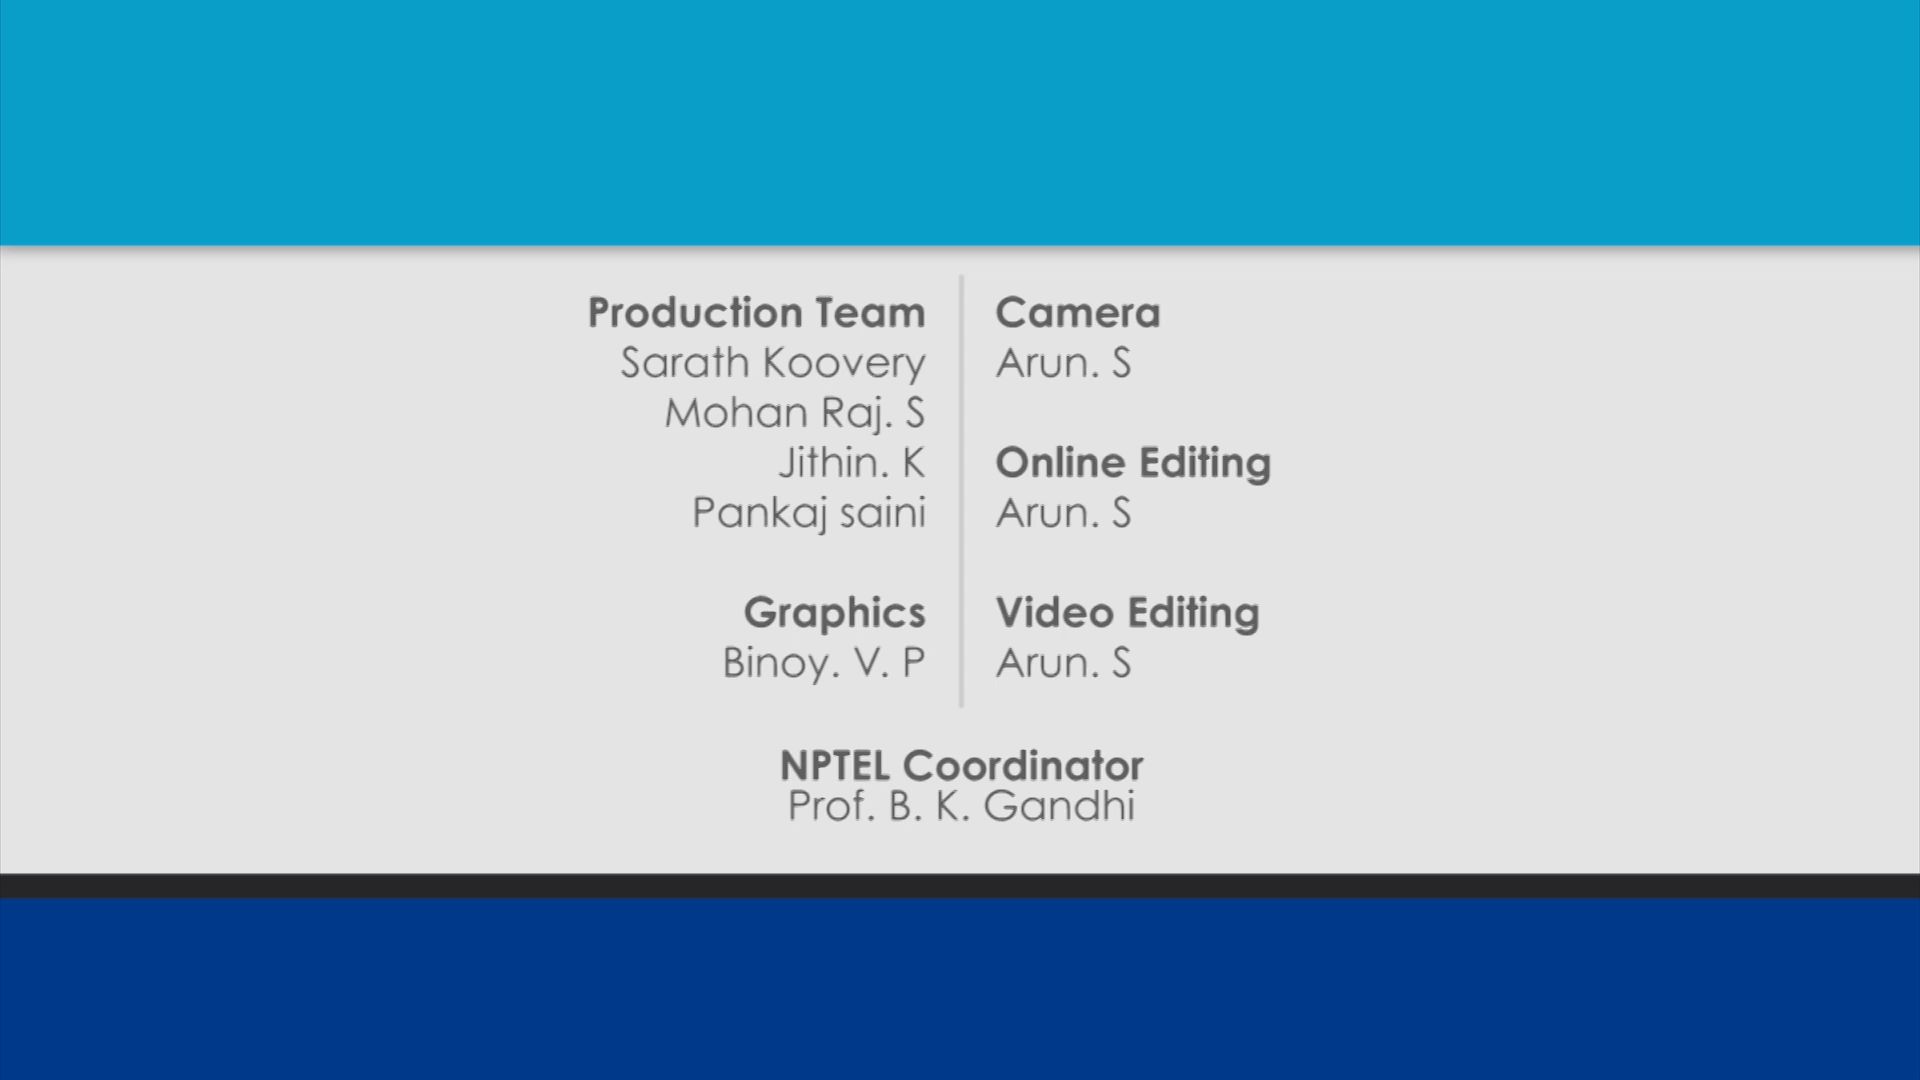 Production Team
Sarath Koovery
Mohan Raj. S
Jithin. K
Pankaj saini
Graphics
Binoy. V. P
Camera
Arun. S
Online Editing
Arun. S
Video Editing
Arun. S
NPTEL Coordinator
Prof. B. K. Gandhi